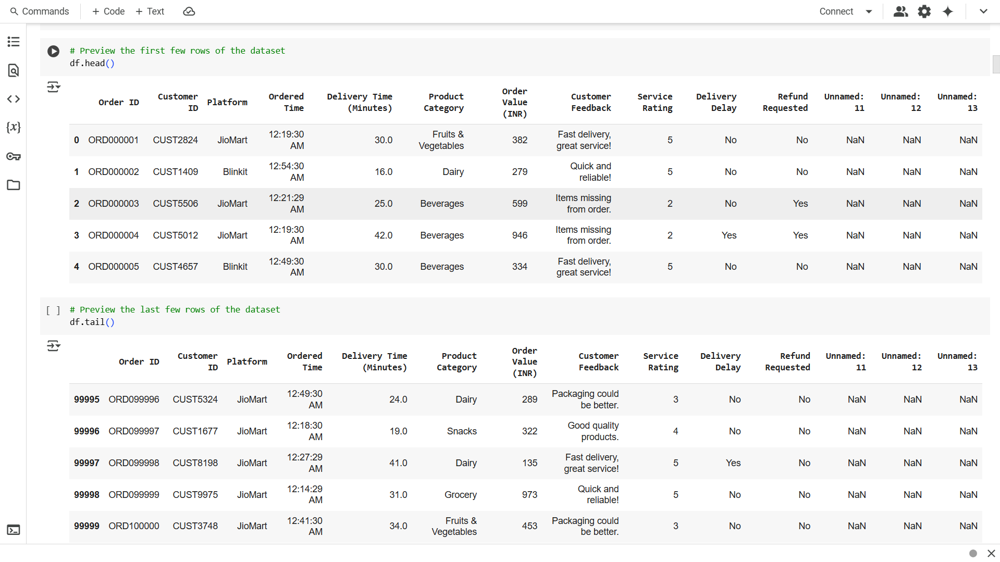 Commands + Code + Text Connect
# Preview the first few rows of the dataset
df.head()
Order ID Customer ID Platform Ordered Time Delivery Time (Minutes) Product Category Order Value (INR) Customer Feedback Service Rating Delivery Delay Refund Requested Unnamed: 11 Unnamed: 12 Unnamed: 13
0 ORD000001 CUST2824 JioMart 12:19:30 AM 30.0 Fruits & Vegetables 382 Fast delivery, great service! 5 No No NaN NaN NaN
1 ORD000002 CUST1409 Blinkit 12:54:30 AM 16.0 Dairy 279 Quick and reliable! 5 No No NaN NaN NaN
2 ORD000003 CUST5506 JioMart 12:21:29 AM 25.0 Beverages 599 Items missing from order. 2 No Yes NaN NaN NaN
3 ORD000004 CUST5012 JioMart 12:19:30 AM 42.0 Beverages 946 Items missing from order. 2 Yes Yes NaN NaN NaN
4 ORD000005 CUST4657 Blinkit 12:49:30 AM 30.0 Beverages 334 Fast delivery, great service! 5 No No NaN NaN NaN
[ ] # Preview the last few rows of the dataset
df.tail()
Order ID Customer ID Platform Ordered Time Delivery Time (Minutes) Product Category Order Value (INR) Customer Feedback Service Rating Delivery Delay Refund Requested Unnamed: 11 Unnamed: 12 Unnamed: 13
99995 ORD099996 CUST5324 JioMart 12:49:30 AM 24.0 Dairy 289 Packaging could be better. 3 No No NaN NaN NaN
99996 ORD099997 CUST1677 JioMart 12:18:30 AM 19.0 Snacks 322 Good quality products. 4 No No NaN NaN NaN
99997 ORD099998 CUST8198 JioMart 12:27:29 AM 41.0 Dairy 135 Fast delivery, great service! 5 Yes No NaN NaN NaN
99998 ORD099999 CUST9975 JioMart 12:14:29 AM 31.0 Grocery 973 Quick and reliable! 5 No No NaN NaN NaN
99999 ORD100000 CUST3748 JioMart 12:41:30 AM 34.0 Fruits & Vegetables 453 Packaging could be better. 3 No No NaN NaN NaN